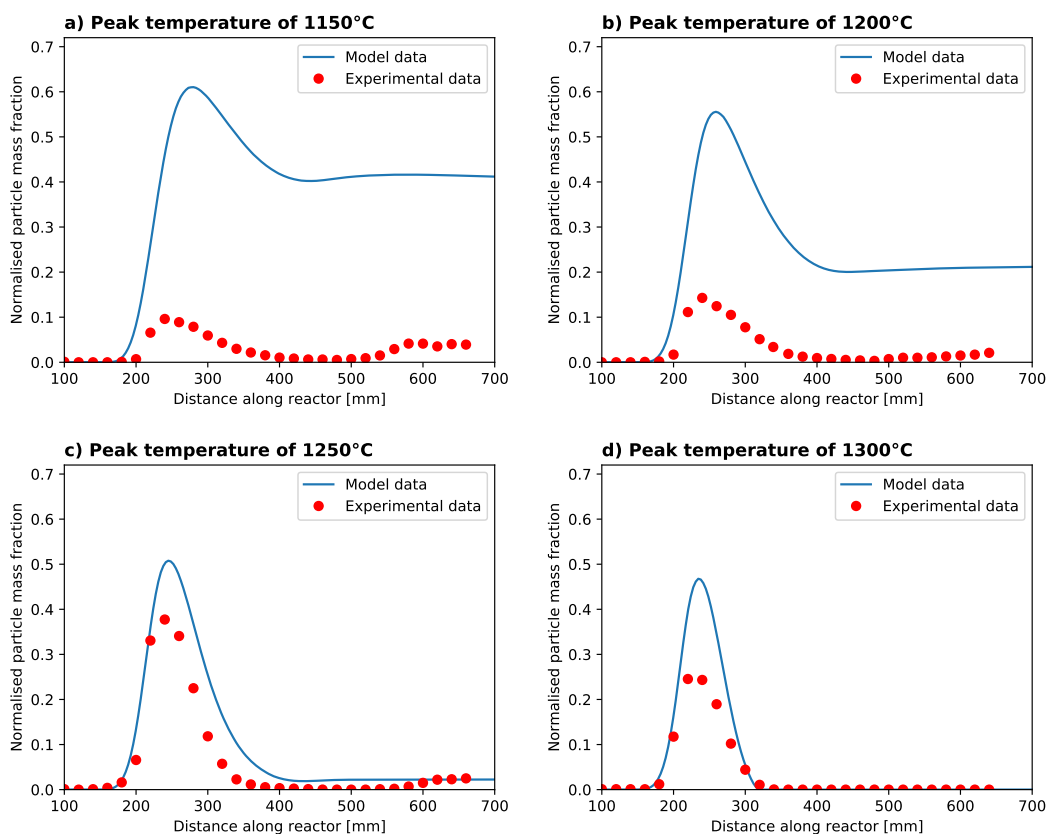 a) Peak temperature of 1150°C
0.7
0.6
0.5
0.4
0.3
0.2
0.1
0.0
Normalised particle mass fraction
Model data
Experimental data
100 200 300 400 500 600 700
Distance along reactor [mm]
b) Peak temperature of 1200°C
0.7
0.6
0.5
0.4
0.3
0.2
0.1
0.0
Normalised particle mass fraction
Model data
Experimental data
100 200 300 400 500 600 700
Distance along reactor [mm]
c) Peak temperature of 1250°C
0.7
0.6
0.5
0.4
0.3
0.2
0.1
0.0
Normalised particle mass fraction
Model data
Experimental data
100 200 300 400 500 600 700
Distance along reactor [mm]
d) Peak temperature of 1300°C
0.7
0.6
0.5
0.4
0.3
0.2
0.1
0.0
Normalised particle mass fraction
Model data
Experimental data
100 200 300 400 500 600 700
Distance along reactor [mm]